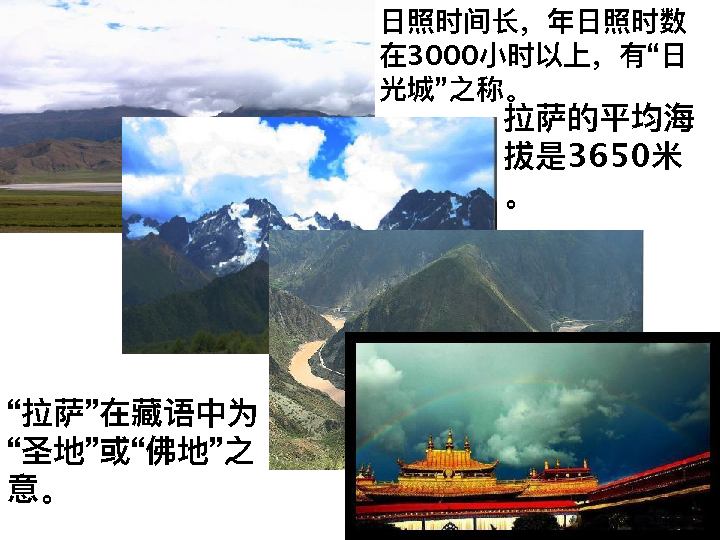 日照时间长，年日照时数
在3000小时以上，有“日
光城”之称。
拉萨的平均海
拔是3650米
。
“拉萨”在藏语中为
“圣地”或“佛地”之
意。